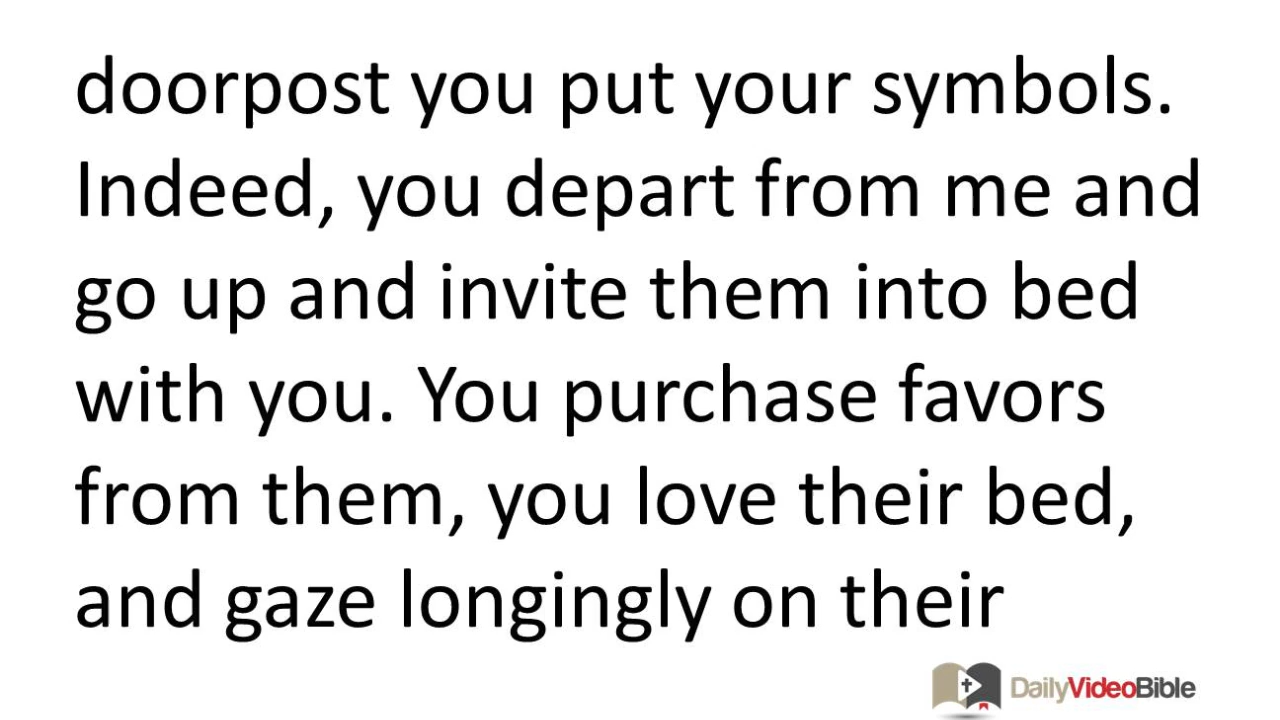 doorpost you put your symbols.
Indeed, you depart from me and
go up and invite them into bed
with you. You purchase favors
from them, you love their bed,
and gaze longingly on their
DailyVideoBible